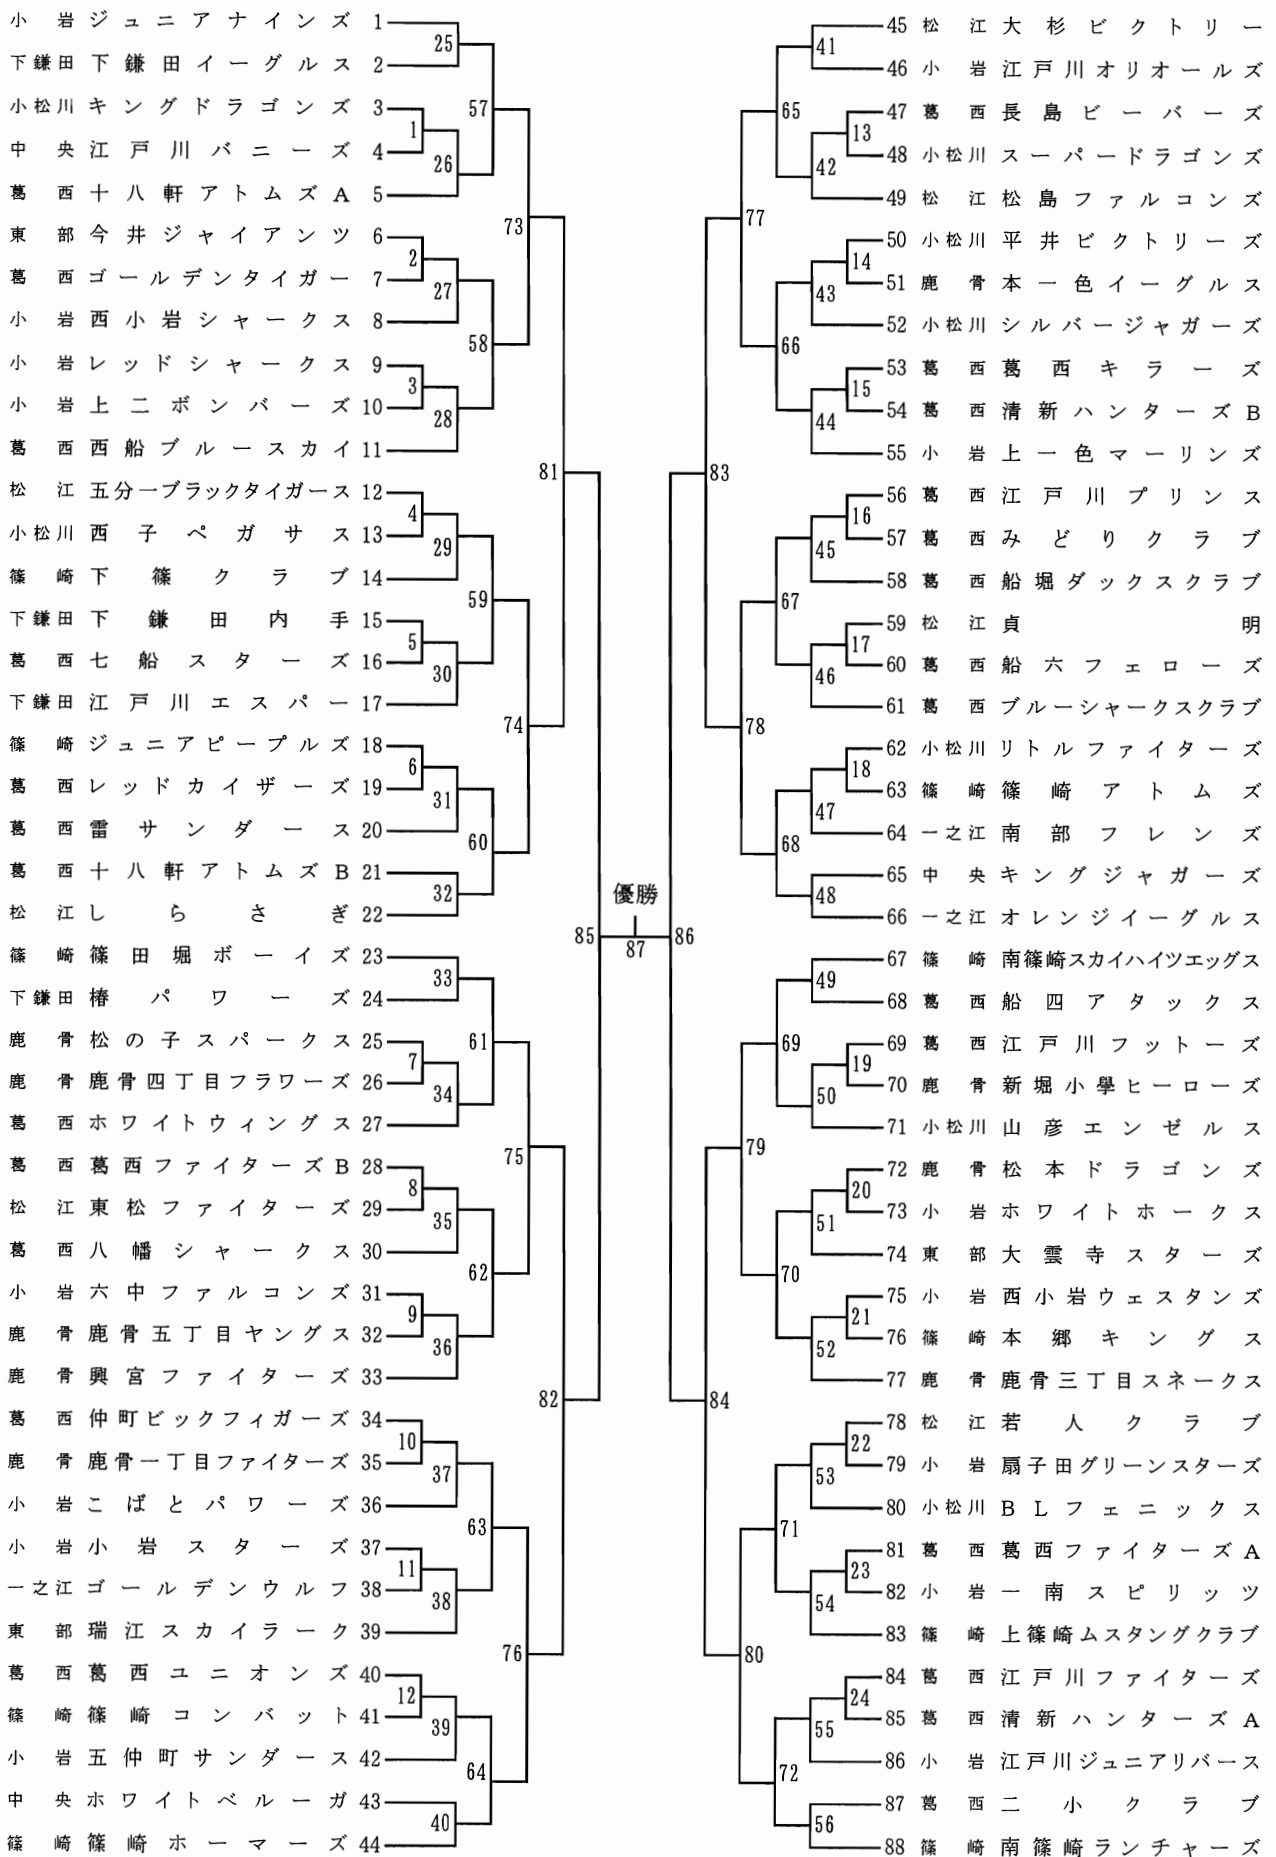 小岩 ジュニアナインズ 1
下鎌田 下鎌田イーグルス 2
小松川 キングドラゴンズ 3
中央 江戸川バニーズ 4
葛西 十八軒アトムズA 5
東部 今井ジャイアンツ 6
葛西 ゴールデンタイガー 7
小岩 西小岩シャークス 8
小岩 レッドシャークス 9
小岩 上二ボンバーズ 10
葛西 西船ブルースカイ 11
松江 五分一ブラックタイガース 12
小松川 西子ペガサス 13
篠崎 下篠クラブ 14
下鎌田 下鎌田内手 15
葛西 七船スターズ 16
下鎌田 江戸川エスパー 17
篠崎 ジュニアピープルズ 18
葛西 レッドカイザーズ 19
葛西 雷サンダース 20
葛西 十八軒アトムズB 21
松江 しらさぎ 22
篠崎 篠田堀ボーイズ 23
下鎌田 椿パワーズ 24
鹿骨 松の子スパークス 25
鹿骨 鹿骨四丁目フラワーズ 26
葛西 ホワイトウィングス 27
葛西 葛西ファイターズB 28
松江 東松ファイターズ 29
葛西 八幡シャークス 30
小岩 六中ファルコンズ 31
鹿骨 鹿骨五丁目ヤングス 32
鹿骨 興宮ファイターズ 33
葛西 仲町ビックフィガーズ 34
鹿骨 鹿骨一丁目ファイターズ 35
小岩 こばとパワーズ 36
小岩 小岩スターズ 37
一之江 ゴールデンウルフ 38
東部 瑞江スカイラーク 39
葛西 葛西ユニオンズ 40
篠崎 篠崎コンバット 41
小岩 五仲町サンダース 42
中央 ホワイトベルーガ 43
篠崎 篠崎ホーマーズ 44
1
2
3
4
5
6
7
8
9
10
11
12
25
26
27
28
29
30
31
32
33
34
35
36
37
38
39
40
57
58
59
60
61
62
63
64
73
74
75
76
81
82
85
優勝
87
86
83
84
77
78
79
80
65
66
67
68
69
70
71
72
41
42
43
44
45
46
47
48
49
50
51
52
53
54
55
56
13
14
15
16
17
18
19
20
21
22
23
24
45 松江 大杉ビクトリー
46 小岩 江戸川オリオールズ
47 葛西 長島ビーバーズ
48 小松川 スーパードラゴンズ
49 松江 松島ファルコンズ
50 小松川 平井ビクトリーズ
51 鹿骨 本一色イーグルス
52 小松川 シルバージャガーズ
53 葛西 葛西キラーズ
54 葛西 清新ハンターズB
55 小岩 上一色マーリンズ
56 葛西 江戸川プリンス
57 葛西 みどりクラブ
58 葛西 船堀ダックスクラブ
59 松江 貞明
60 葛西 船六フェローズ
61 葛西 ブルーシャークスクラブ
62 小松川 リトルファイターズ
63 篠崎 篠崎アトムズ
64 一之江 南部フレンズ
65 中央 キングジャガーズ
66 一之江 オレンジイーグルス
67 篠崎 南篠崎スカイハイツエッグス
68 葛西 船四アタックス
69 葛西 江戸川フットーズ
70 鹿骨 新堀小學ヒーローズ
71 小松川 山彦エンゼルス
72 鹿骨 松本ドラゴンズ
73 小岩 ホワイトホークス
74 東部 大雲寺スターズ
75 小岩 西小岩ウェスタンズ
76 篠崎 本郷キングス
77 鹿骨 鹿骨三丁目スネークス
78 松江 若人クラブ
79 小岩 扇子田グリーンスターズ
80 小松川 BLフェニックス
81 葛西 葛西ファイターズA
82 小岩 一南スピリッツ
83 篠崎 上篠崎ムスタングクラブ
84 葛西 江戸川ファイターズ
85 葛西 清新ハンターズA
86 小岩 江戸川ジュニアリバース
87 葛西 二小クラブ
88 篠崎 南篠崎ランチャーズ